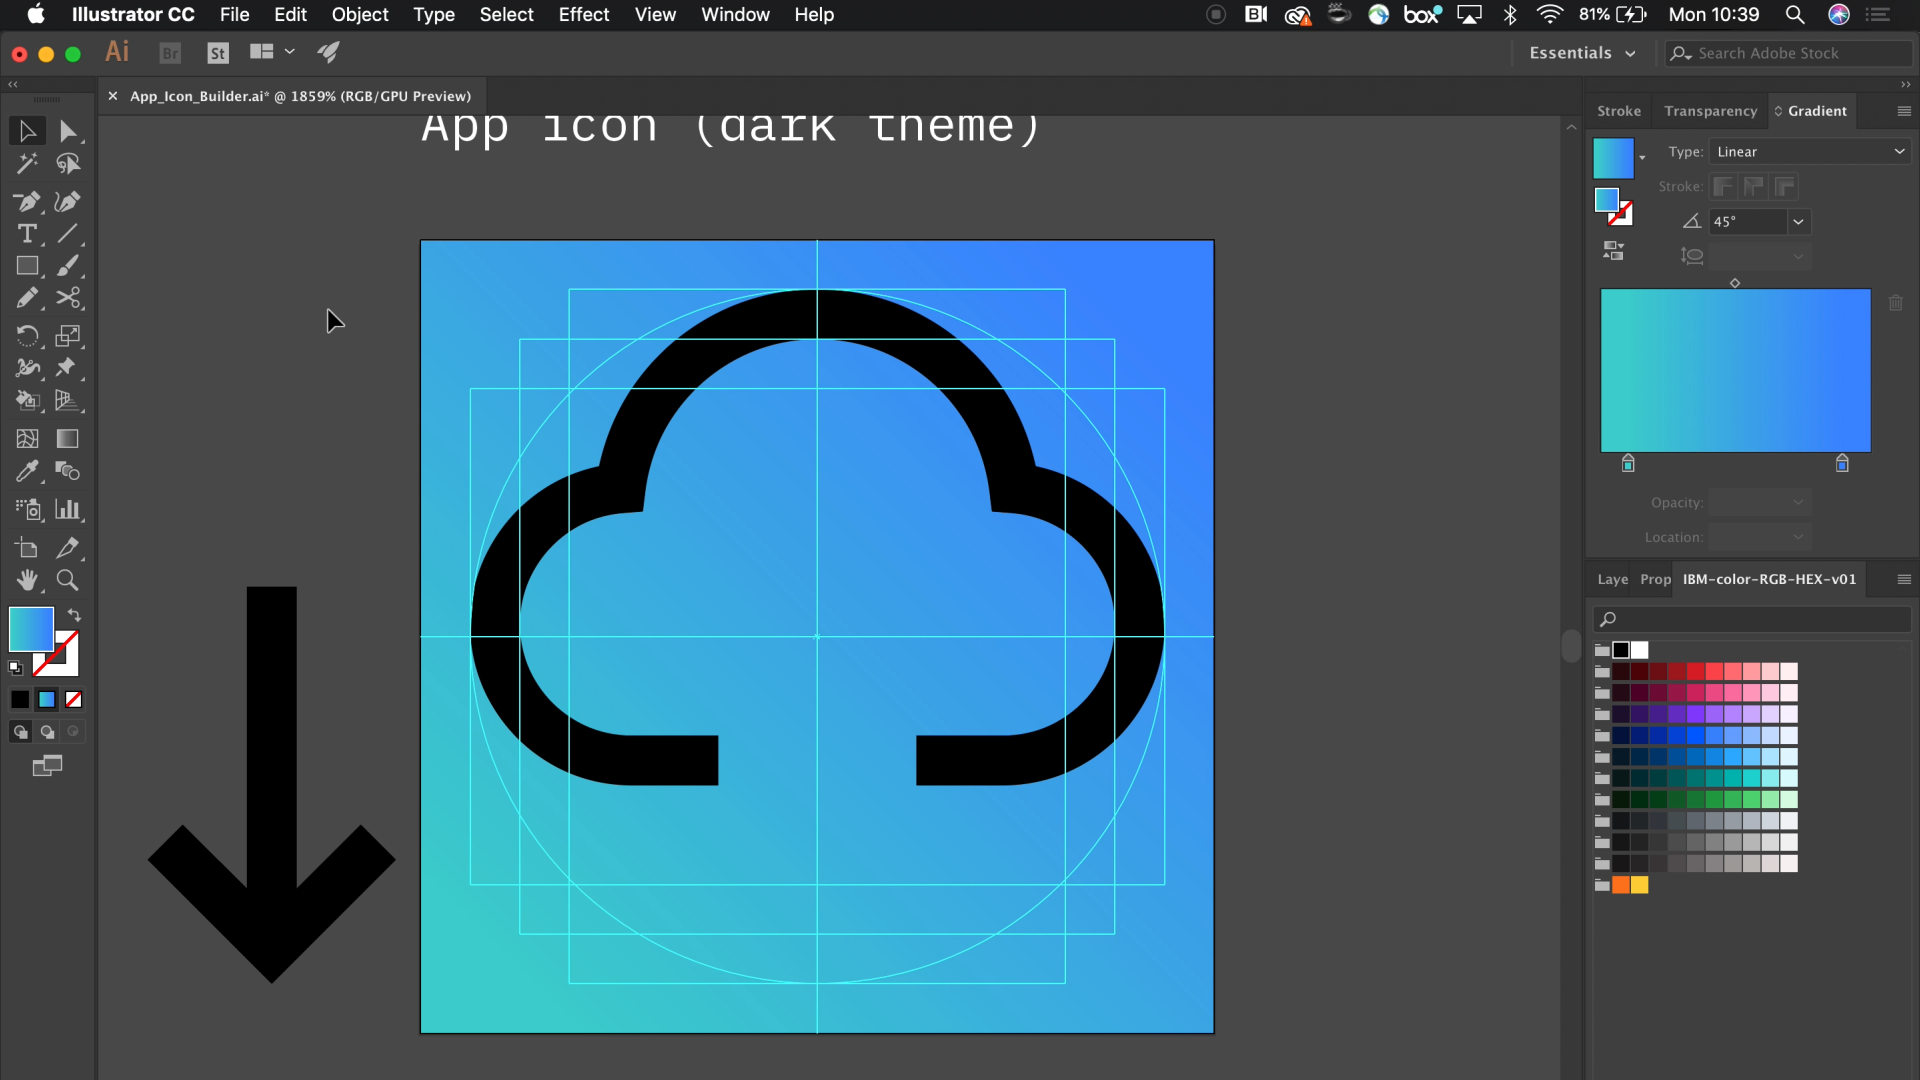 Illustrator CC File Edit Object Type Select Effect View Window Help
box 81% Mon 10:39
Ai Br St Essentials Search Adobe Stock
× App_Icon_Builder.ai* @ 1859% (RGB/GPU Preview)
Stroke Transparency Gradient
App icon (dark theme)
Type: Linear
Stroke:
45°
Opacity:
Location:
Laye Prop IBM-color-RGB-HEX-v01